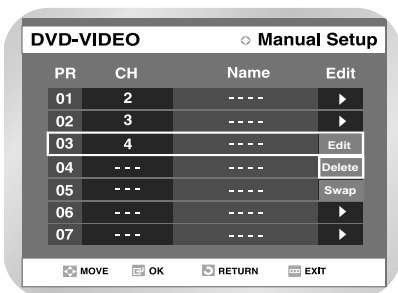 DVD-VIDEO Manual Setup
PR CH Name Edit
01 2 ---- ►
02 3 ---- ►
03 4 ---- Edit
04 --- ---- Delete
05 --- ---- Swap
06 --- ---- ►
07 --- ---- ►
MOVE OK RETURN EXIT